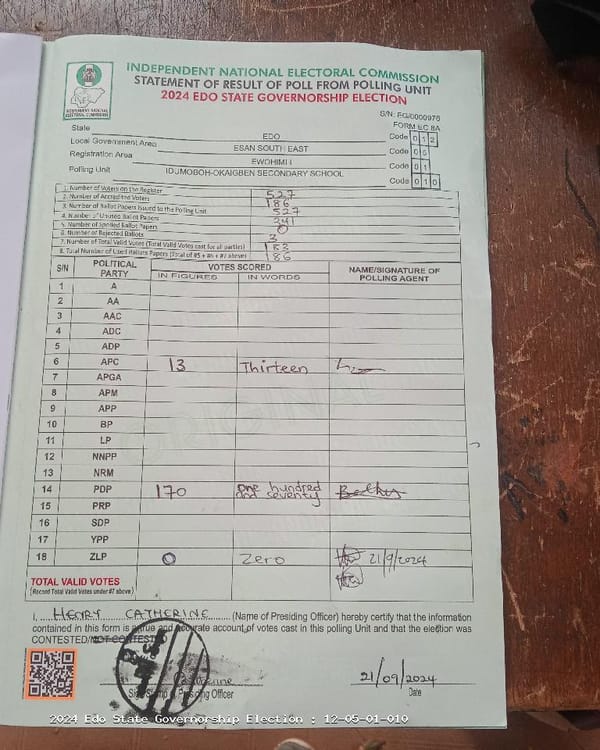 INDEPENDENT NATIONAL ELECTORAL COMMISSION
STATEMENT OF RESULT OF POLL FROM POLLING UNIT
2024 EDO STATE GOVERNORSHIP ELECTION
S/N: EG/0000976
FORM EC 8A
State EDO Code 0 1 2
Local Government Area ESAN SOUTH EAST Code 0 5
Registration Area EWOHIMI I Code 0 1
Polling Unit IDUMOBOH-OKAIGBEN SECONDARY SCHOOL Code 0 1 0
1. Number of Voters on the Register 527
2. Number of Accredited Voters 186
3. Number of Ballot Papers Issued to the Polling Unit 527
4. Number of Unused Ballot Papers 341
5. Number of Spoiled Ballot Papers 0
6. Number of Rejected Ballots 3
7. Number of Total Valid Votes (Total Valid Votes cast for all parties) 183
8. Total Number of Used Ballot Papers (Total of #5 + #6 + #7 above) 186
S/N POLITICAL PARTY VOTES SCORED NAME/SIGNATURE OF POLLING AGENT
IN FIGURES IN WORDS
1 A
2 AA
3 AAC
4 ADC
5 ADP
6 APC 13 Thirteen
7 APGA
8 APM
9 APP
10 BP
11 LP
12 NNPP
13 NRM
14 PDP 170 one hundred and seventy
15 PRP
16 SDP
17 YPP
18 ZLP 0 Zero 21/9/2024
TOTAL VALID VOTES
(Record Total Valid Votes under #7 above)
I, HENRY CATHERINE (Name of Presiding Officer) hereby certify that the information
contained in this form is a true and accurate account of votes cast in this polling Unit and that the election was
CONTESTED/NOT CONTESTED
21/09/2024
Presiding Officer Date
2024 Edo State Governorship Election : 12-05-01-010
ORIGINAL